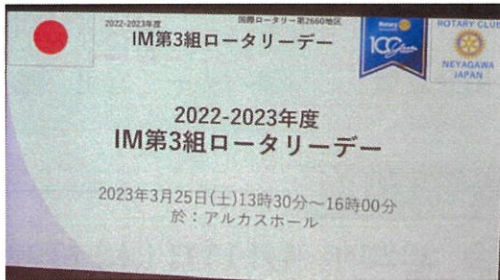 2022-2023年度
国際ロータリー第2660地区
IM第3組ロータリーデー
Rotary
100 Years
ROTARY CLUB
NEYAGAWA
JAPAN
2022-2023年度
IM第3組ロータリーデー
2023年3月25日(土)13時30分～16時00分
於：アルカスホール